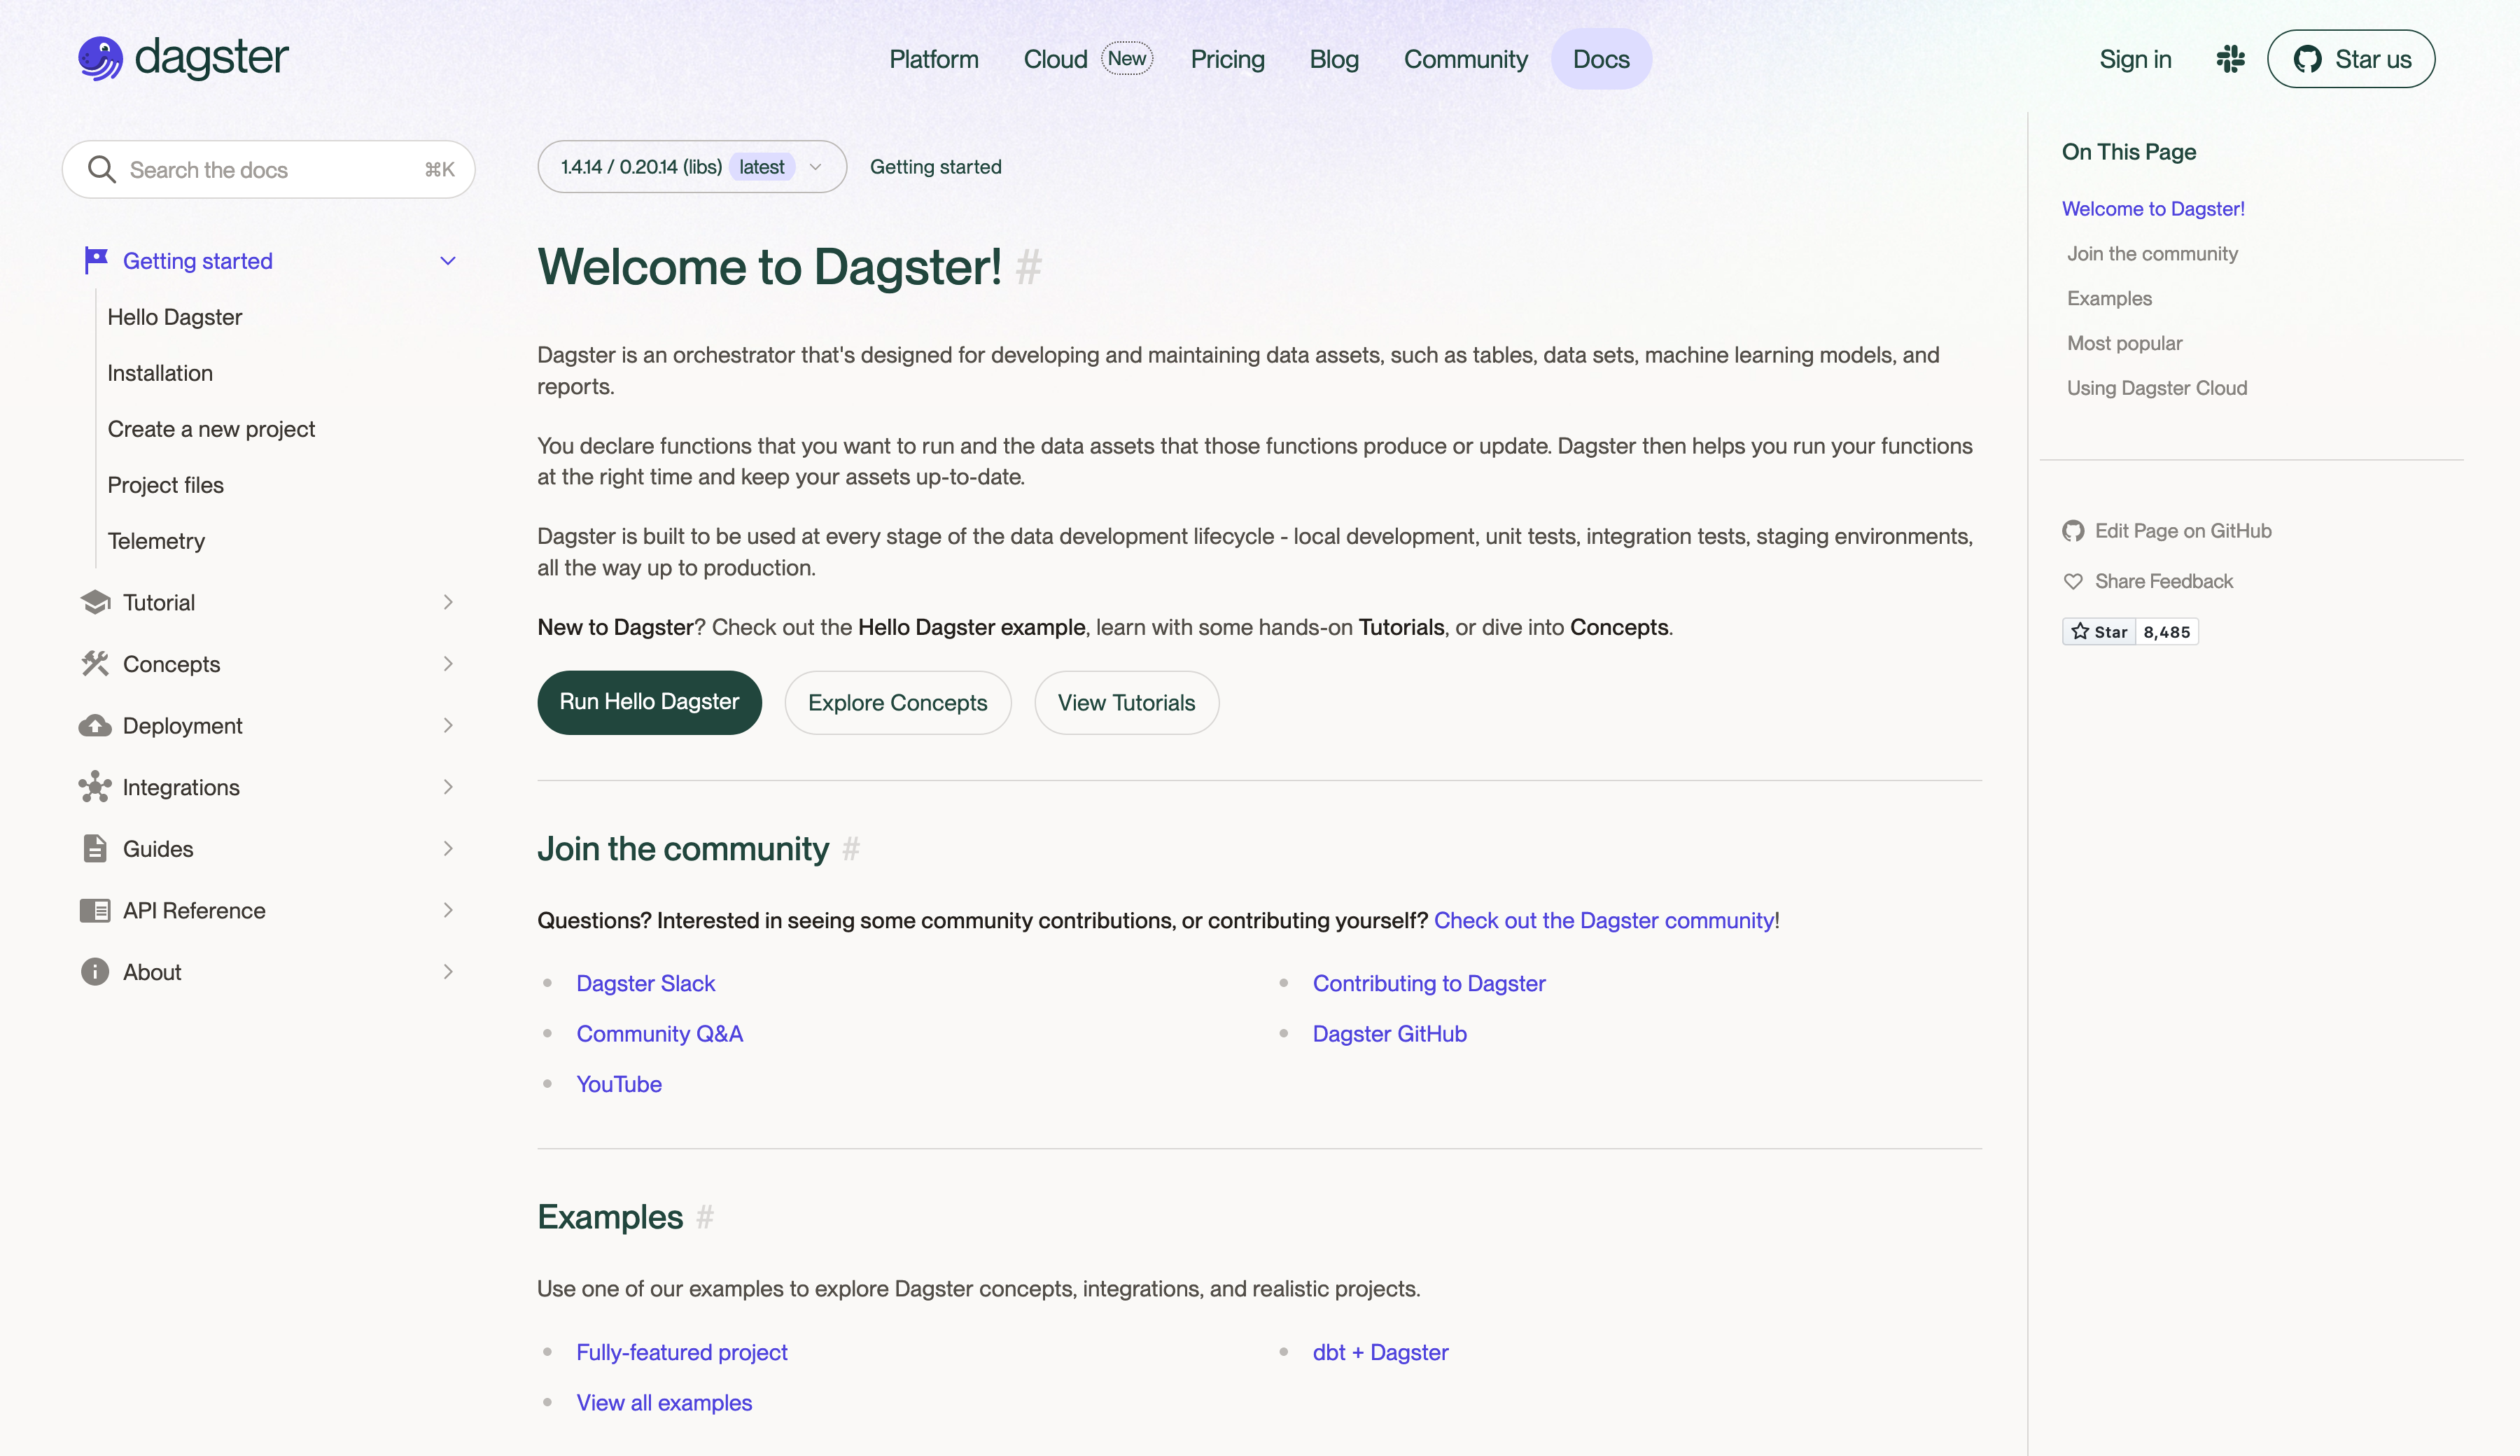 dagster
Platform
Cloud New
Pricing
Blog
Community
Docs
Sign in
Star us
Search the docs ⌘K
Getting started
Hello Dagster
Installation
Create a new project
Project files
Telemetry
Tutorial
Concepts
Deployment
Integrations
Guides
API Reference
About
1.4.14 / 0.20.14 (libs) latest
Getting started
Welcome to Dagster! #
Dagster is an orchestrator that's designed for developing and maintaining data assets, such as tables, data sets, machine learning models, and
reports.
You declare functions that you want to run and the data assets that those functions produce or update. Dagster then helps you run your functions
at the right time and keep your assets up-to-date.
Dagster is built to be used at every stage of the data development lifecycle - local development, unit tests, integration tests, staging environments,
all the way up to production.
New to Dagster? Check out the Hello Dagster example, learn with some hands-on Tutorials, or dive into Concepts.
Run Hello Dagster
Explore Concepts
View Tutorials
Join the community #
Questions? Interested in seeing some community contributions, or contributing yourself? Check out the Dagster community!
Dagster Slack
Community Q&A
YouTube
Contributing to Dagster
Dagster GitHub
Examples #
Use one of our examples to explore Dagster concepts, integrations, and realistic projects.
Fully-featured project
View all examples
dbt + Dagster
On This Page
Welcome to Dagster!
Join the community
Examples
Most popular
Using Dagster Cloud
Edit Page on GitHub
Share Feedback
Star 8,485